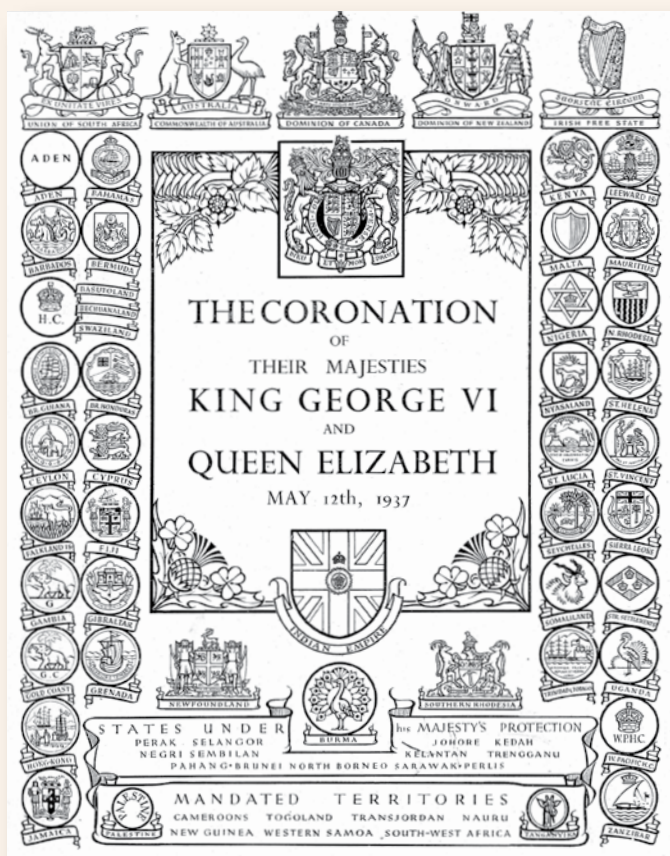 EX UNITATE VIRES
UNION OF SOUTH AFRICA
AUSTRALIA
COMMONWEALTH OF AUSTRALIA
DOMINION OF CANADA
ONWARD
DOMINION OF NEW ZEALAND
IRISH FREE STATE
ADEN
ADEN
BAHAMAS
BARBADOS
BERMUDA
H.C.
BASUTOLAND
BECHUANALAND
SWAZILAND
BR. GUIANA
BR. HONDURAS
CEYLON
CYPRUS
FALKLAND IS
FIJI
G
GAMBIA
GIBRALTAR
G.C
GOLD COAST
GRENADA
HONG-KONG
JAMAICA
DIEU ET MON DROIT
THE CORONATION
OF
THEIR MAJESTIES
KING GEORGE VI
AND
QUEEN ELIZABETH
MAY 12th, 1937
INDIAN EMPIRE
KENYA
LEEWARD IS
MALTA
MAURITIUS
NIGERIA
N. RHODESIA
NYASALAND
ST. HELENA
ST. LUCIA
ST. VINCENT
SEYCHELLES
SIERRA LEONE
SOMALILAND
STR. SETTLEMENTS
UGANDA
W.P.H.C.
W. PACIFIC H.C.
ZANZIBAR
NEWFOUNDLAND
BURMA
SOUTHERN RHODESIA
STATES UNDER his MAJESTY'S PROTECTION
PERAK SELANGOR JOHORE KEDAH
NEGRI SEMBILAN KELANTAN TRENGGANU
PAHANG•BRUNEI NORTH BORNEO SARAWAK•PERLIS
PALESTINE
PALESTINE
MANDATED TERRITORIES
CAMEROONS TOGOLAND TRANSJORDAN NAURU
NEW GUINEA WESTERN SAMOA SOUTH-WEST AFRICA
TANGANYIKA